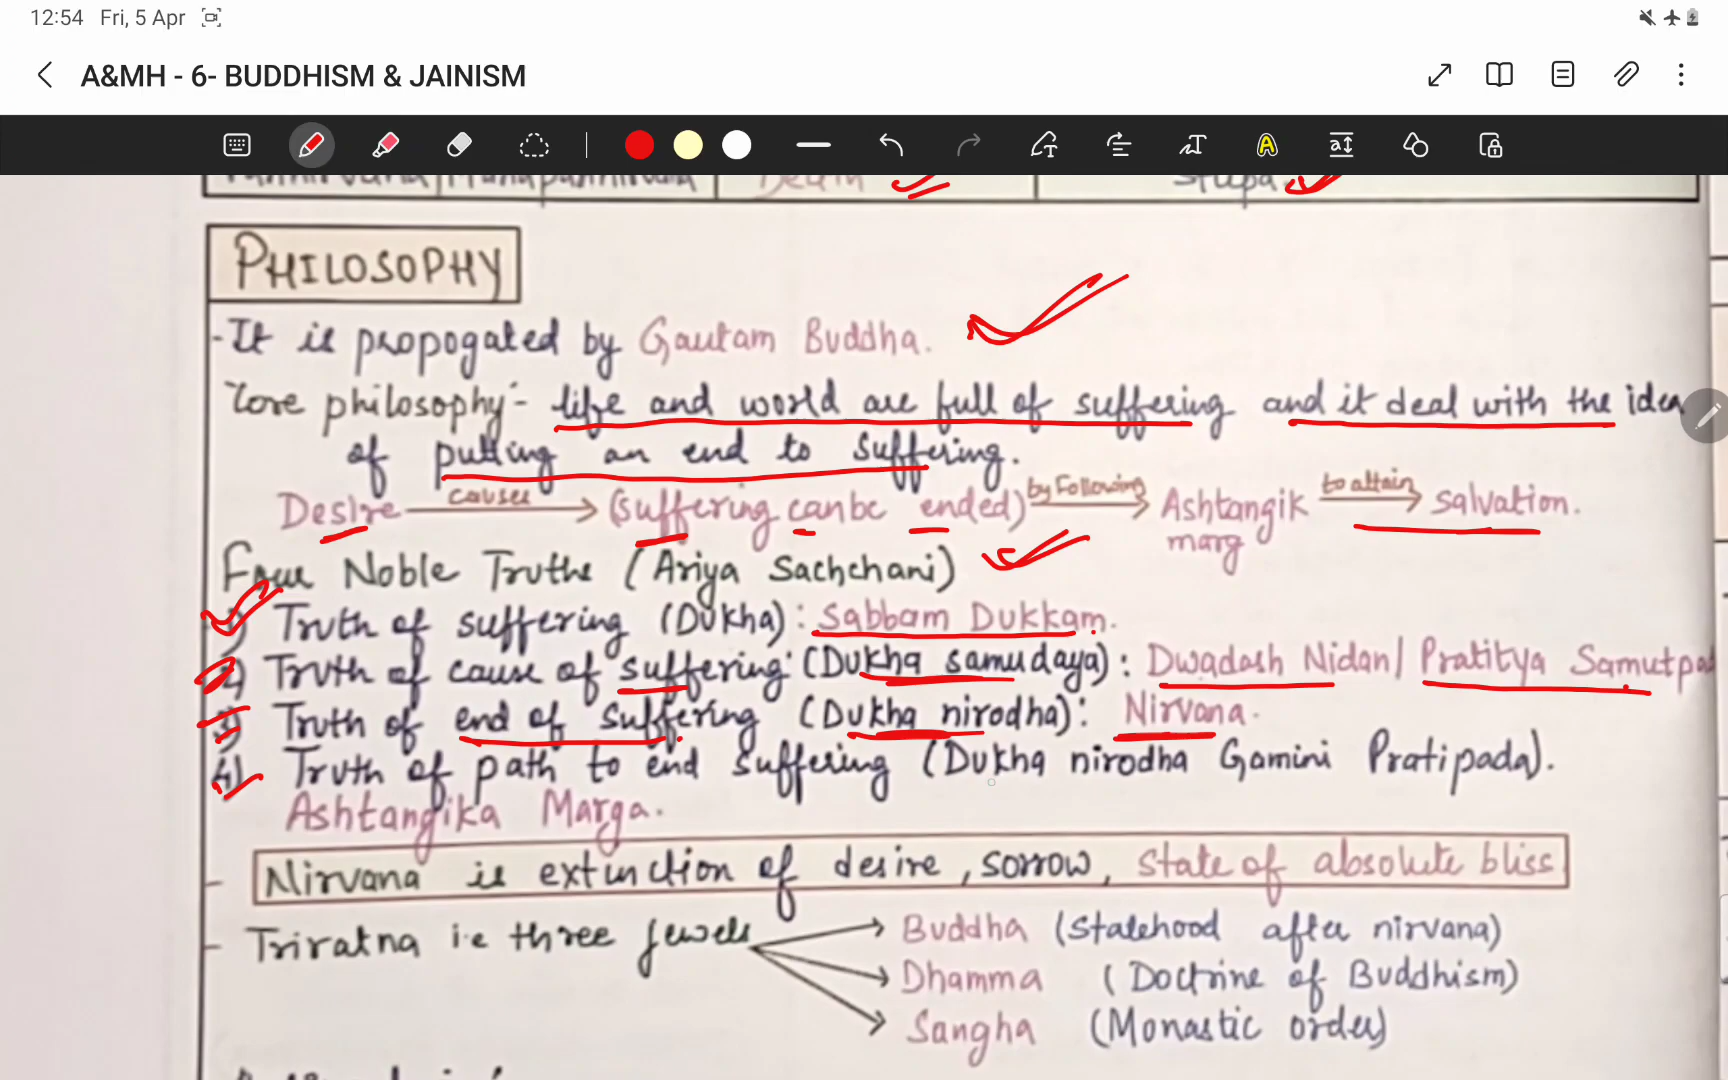 12:54 Fri, 5 Apr
A&MH - 6- BUDDHISM & JAINISM
Death
Stupa.
PHILOSOPHY
-It is propogated by Gautam Buddha.
Core philosophy- life and world are full of suffering and it deal with the idea
of putting an end to suffering.
Desire causes (suffering can be ended) by Following Ashtangik marg to attain salvation.
Four Noble Truths (Ariya Sachchani)
1) Truth of suffering (Dukha): Sabbam Dukkam.
2) Truth of cause of suffering: (Dukha samudaya): Dwadash Nidan/ Pratitya Samutpad
3) Truth of end of suffering (Dukha nirodha): Nirvana.
4) Truth of path to end suffering (Dukha nirodha Gamini Pratipada).
Ashtangika Marga.
- Nirvana is extinction of desire, sorrow, State of absolute bliss.
- Triratna i.e three jewels
Buddha (Statehood after nirvana)
Dhamma (Doctrine of Buddhism)
Sangha (Monastic order)